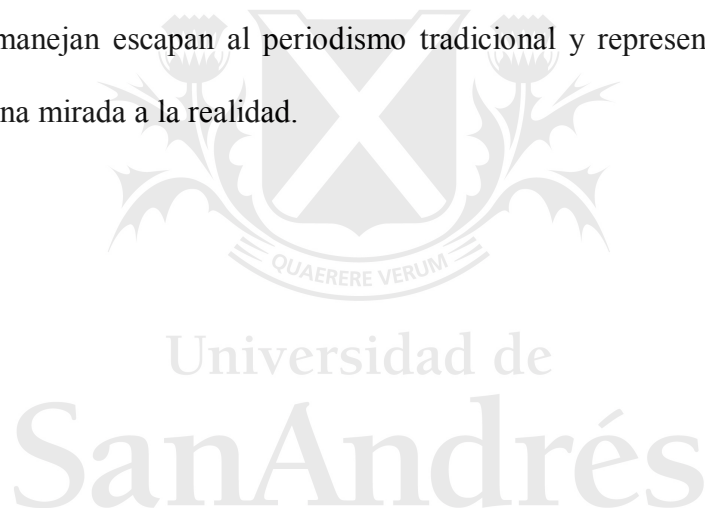 manejan escapan al periodismo tradicional y represen
na mirada a la realidad.
QUAERERE VERUM
Universidad de
SanAndrés